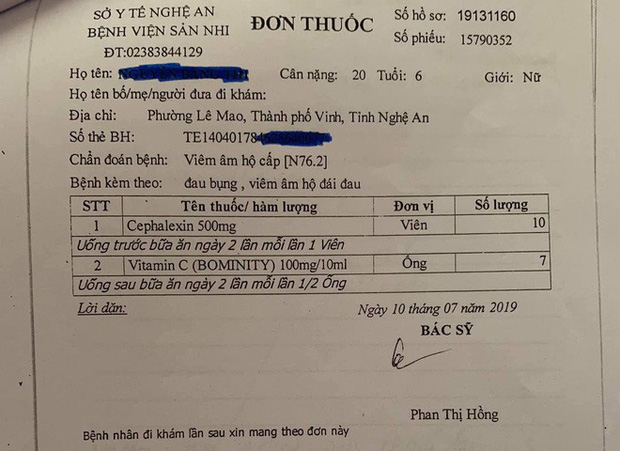 SỞ Y TẾ NGHỆ AN
BỆNH VIỆN SẢN NHI
ĐT:02383844129
ĐƠN THUỐC
Số hồ sơ: 19131160
Số phiếu: 15790352
Họ tên:
Cân nặng: 20 Tuổi: 6 Giới: Nữ
Họ tên bố/mẹ/người đưa đi khám:
Địa chỉ: Phường Lê Mao, Thành phố Vinh, Tỉnh Nghệ An
Số thẻ BH: TE140401784
Chẩn đoán bệnh: Viêm âm hộ cấp [N76.2]
Bệnh kèm theo: đau bụng , viêm âm hộ đái đau
STT Tên thuốc/ hàm lượng Đơn vị Số lượng
1 Cephalexin 500mg Viên 10
Uống trước bữa ăn ngày 2 lần mỗi lần 1 Viên
2 Vitamin C (BOMINITY) 100mg/10ml Ống 7
Uống sau bữa ăn ngày 2 lần mỗi lần 1/2 Ống
Lời dặn:
Ngày 10 tháng 07 năm 2019
BÁC SỸ
Phan Thị Hồng
Bệnh nhân đi khám lần sau xin mang theo đơn này